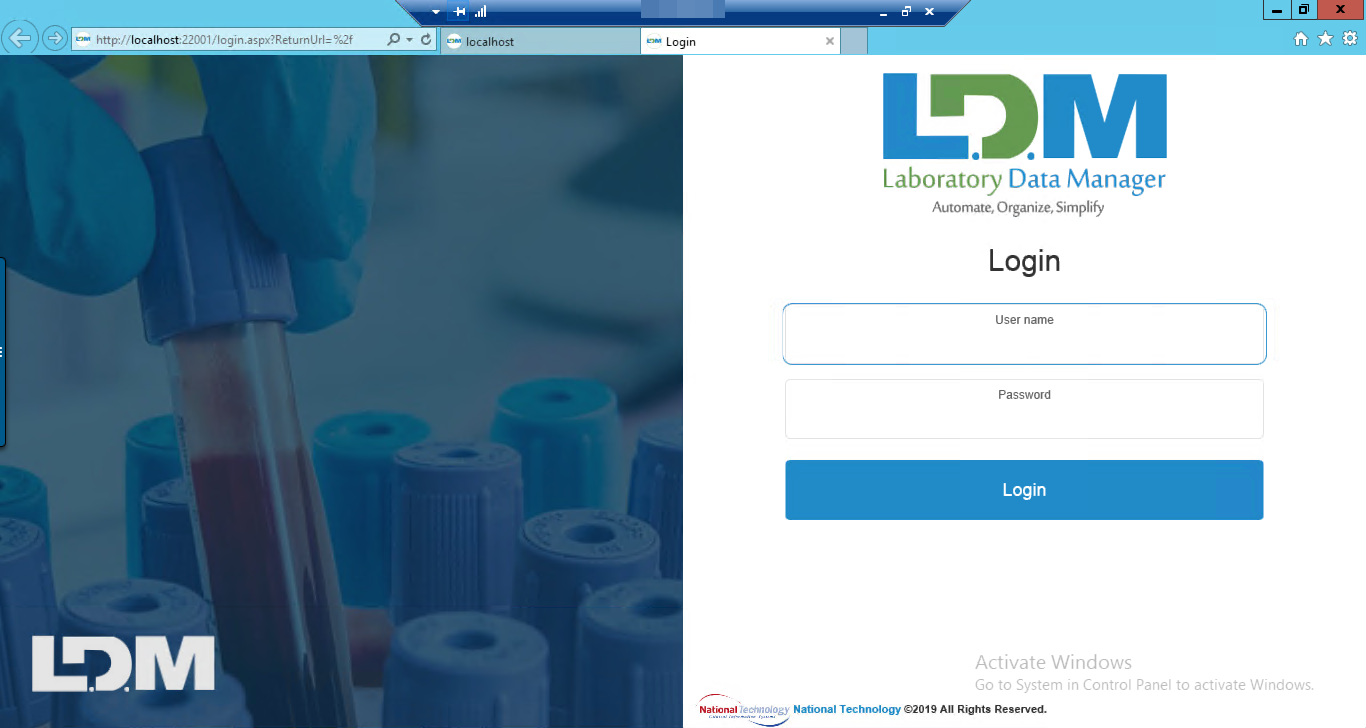 http://localhost:22001/login.aspx?ReturnUrl=%2f
localhost
Login
L.D.M
Laboratory Data Manager
Automate, Organize, Simplify
Login
User name
Password
Login
L.D.M
Activate Windows
Go to System in Control Panel to activate Windows.
National Technology
National Technology ©2019 All Rights Reserved.